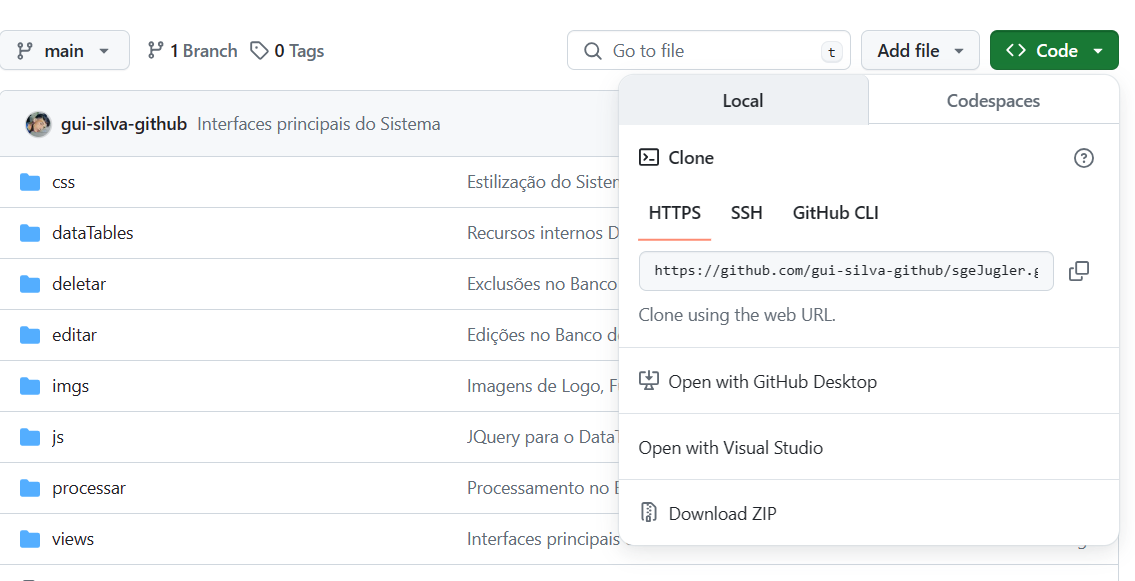 main
1 Branch
0 Tags
Go to file
t
Add file
Code
gui-silva-github Interfaces principais do Sistema
Local
Codespaces
Clone
HTTPS
SSH
GitHub CLI
https://github.com/gui-silva-github/sgeJugler.g
Clone using the web URL.
Open with GitHub Desktop
Open with Visual Studio
Download ZIP
css Estilização do Sister
dataTables Recursos internos D
deletar Exclusões no Banco
editar Edições no Banco de
imgs Imagens de Logo, F
js JQuery para o Data
processar Processamento no
views Interfaces principais